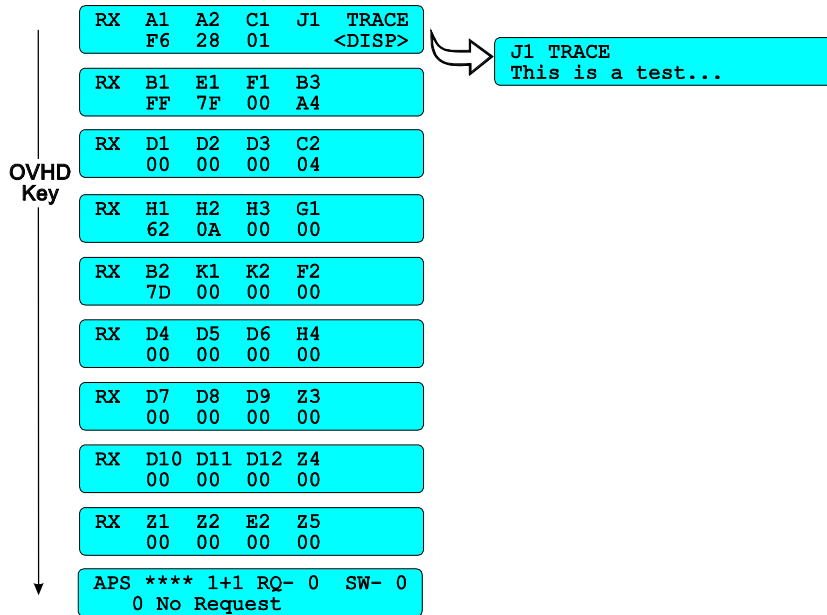 RX A1 A2 C1 J1 TRACE
F6 28 01 <DISP>
J1 TRACE
This is a test...
RX B1 E1 F1 B3
FF 7F 00 A4
RX D1 D2 D3 C2
00 00 00 04
OVHD
Key
RX H1 H2 H3 G1
62 0A 00 00
RX B2 K1 K2 F2
7D 00 00 00
RX D4 D5 D6 H4
00 00 00 00
RX D7 D8 D9 Z3
00 00 00 00
RX D10 D11 D12 Z4
00 00 00 00
RX Z1 Z2 E2 Z5
00 00 00 00
APS **** 1+1 RQ- 0 SW- 0
0 No Request